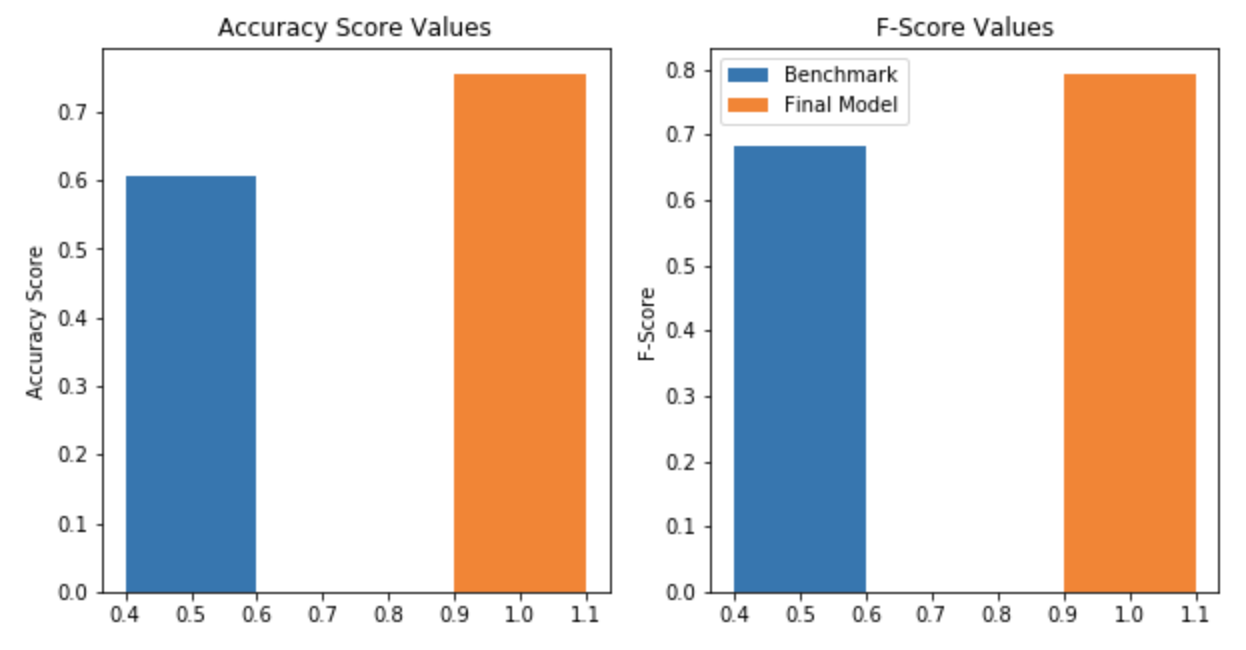 Accuracy Score Values
Accuracy Score
0.7
0.6
0.5
0.4
0.3
0.2
0.1
0.0
0.4 0.5 0.6 0.7 0.8 0.9 1.0 1.1
F-Score Values
F-Score
Benchmark
Final Model
0.8
0.7
0.6
0.5
0.4
0.3
0.2
0.1
0.0
0.4 0.5 0.6 0.7 0.8 0.9 1.0 1.1